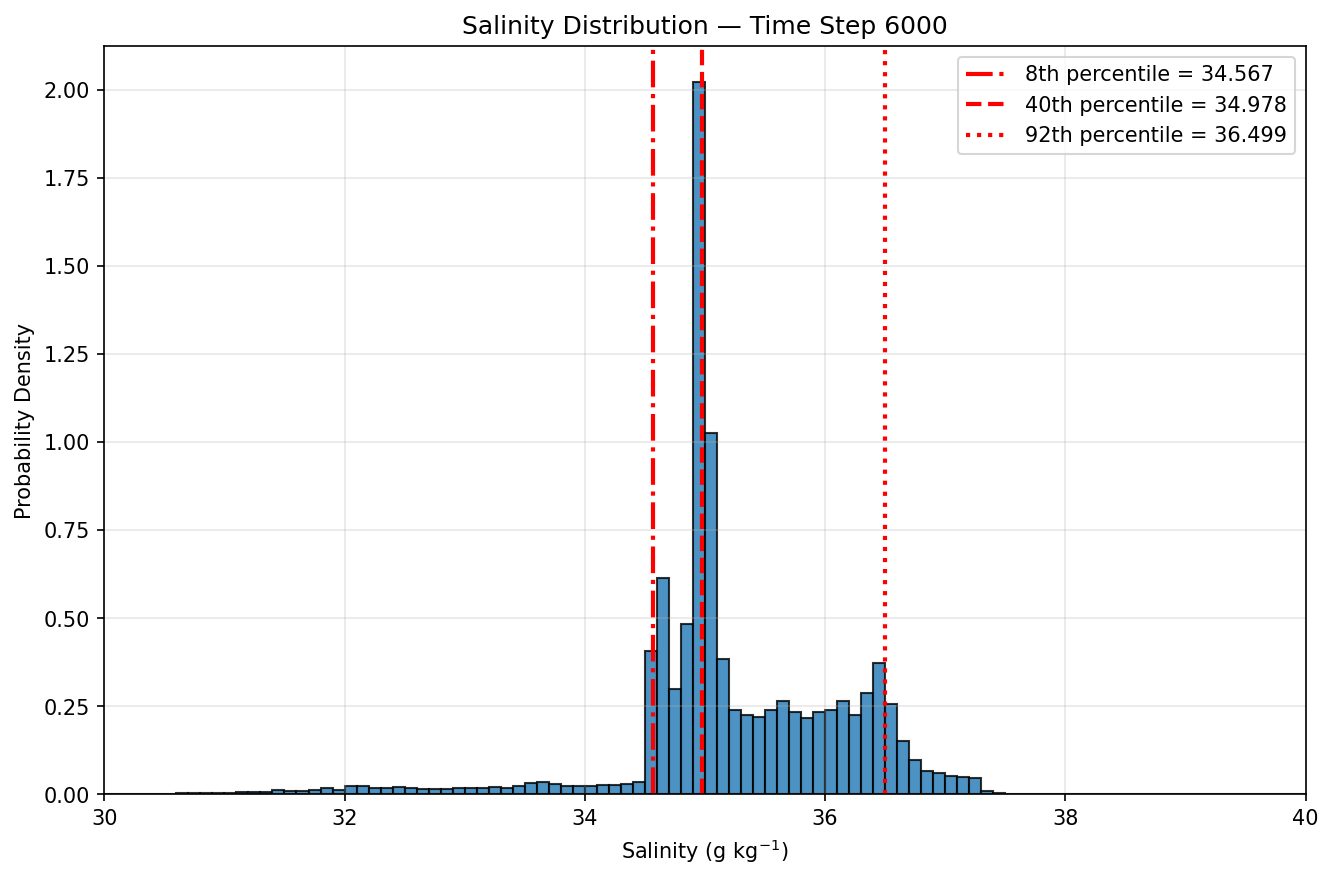 Salinity Distribution — Time Step 6000
8th percentile = 34.567
40th percentile = 34.978
92th percentile = 36.499
Probability Density
2.00
1.75
1.50
1.25
1.00
0.75
0.50
0.25
0.00
30
32
34
36
38
40
Salinity (g kg⁻¹)